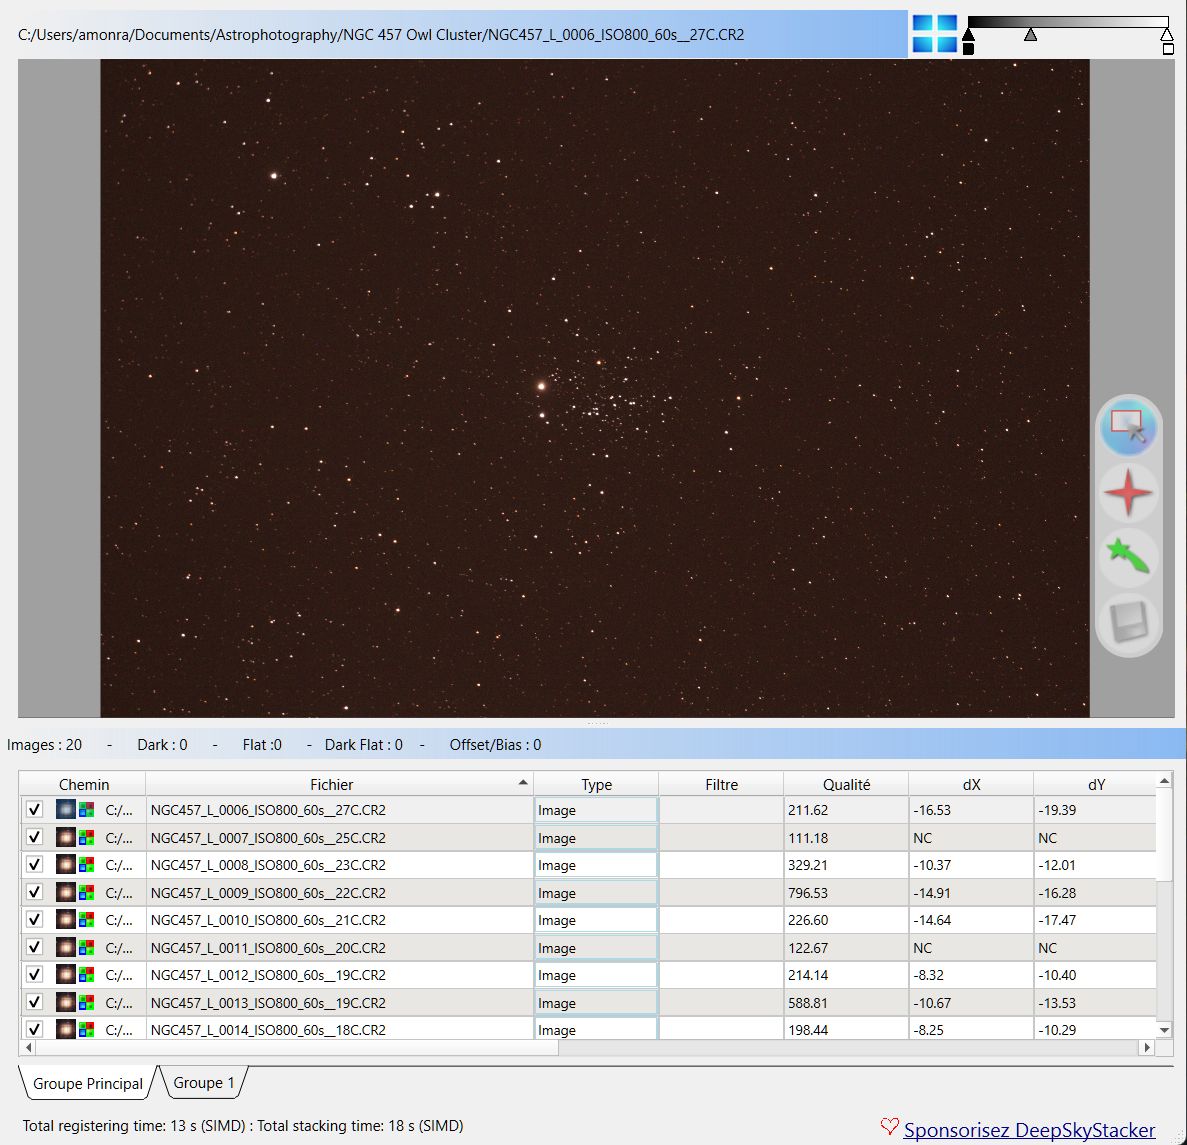 C:/Users/amonra/Documents/Astrophotography/NGC 457 Owl Cluster/NGC457_L_0006_ISO800_60s__27C.CR2
Images : 20 - Dark : 0 - Flat :0 - Dark Flat : 0 - Offset/Bias : 0
Chemin Fichier Type Filtre Qualité dX dY
C:/... NGC457_L_0006_ISO800_60s__27C.CR2 Image 211.62 -16.53 -19.39
C:/... NGC457_L_0007_ISO800_60s__25C.CR2 Image 111.18 NC NC
C:/... NGC457_L_0008_ISO800_60s__23C.CR2 Image 329.21 -10.37 -12.01
C:/... NGC457_L_0009_ISO800_60s__22C.CR2 Image 796.53 -14.91 -16.28
C:/... NGC457_L_0010_ISO800_60s__21C.CR2 Image 226.60 -14.64 -17.47
C:/... NGC457_L_0011_ISO800_60s__20C.CR2 Image 122.67 NC NC
C:/... NGC457_L_0012_ISO800_60s__19C.CR2 Image 214.14 -8.32 -10.40
C:/... NGC457_L_0013_ISO800_60s__19C.CR2 Image 588.81 -10.67 -13.53
C:/... NGC457_L_0014_ISO800_60s__18C.CR2 Image 198.44 -8.25 -10.29
Groupe Principal Groupe 1
Total registering time: 13 s (SIMD) : Total stacking time: 18 s (SIMD)
Sponsorisez DeepSkyStacker